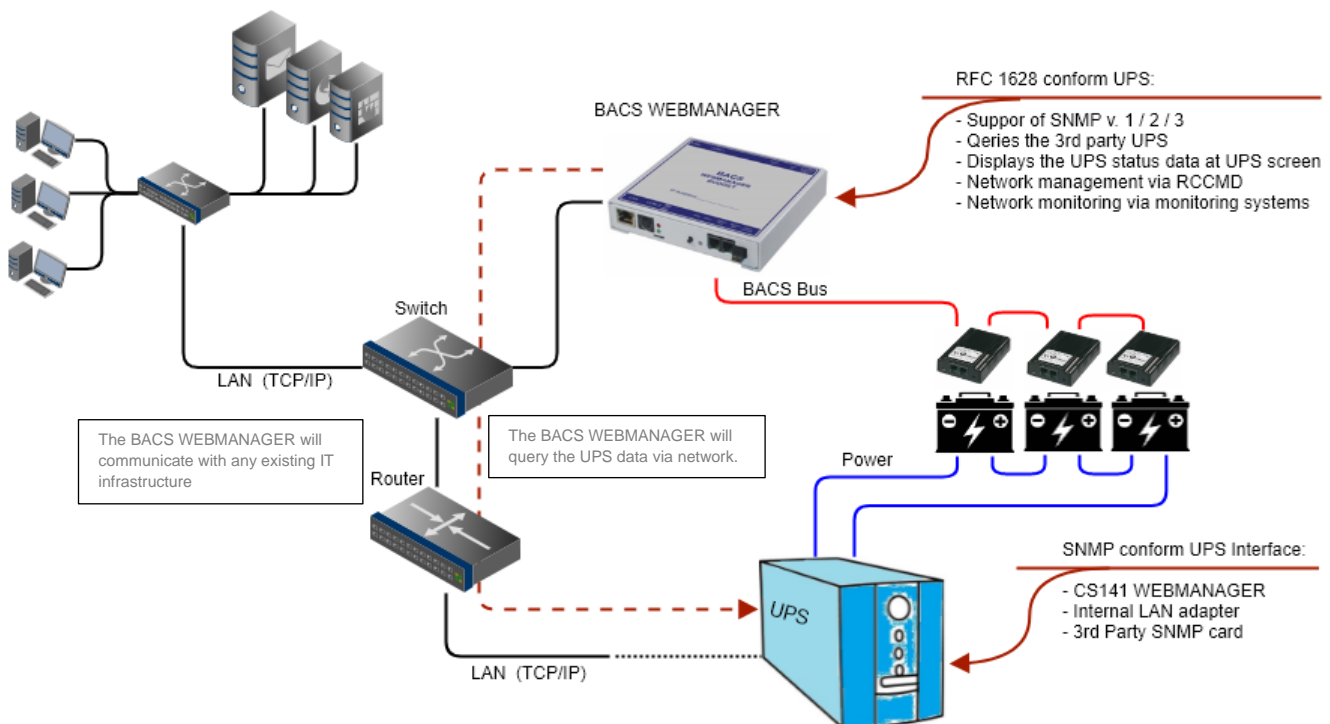 RFC 1628 conform UPS:
BACS WEBMANAGER
- Suppor of SNMP v. 1 / 2 / 3
- Qeries the 3rd party UPS
- Displays the UPS status data at UPS screen
- Network management via RCCMD
- Network monitoring via monitoring systems
BACS
WEBMANAGER
BACS Bus
Switch
LAN (TCP/IP)
The BACS WEBMANAGER will
communicate with any existing IT
infrastructure
The BACS WEBMANAGER will
query the UPS data via network.
Router
Power
SNMP conform UPS Interface:
- CS141 WEBMANAGER
- Internal LAN adapter
- 3rd Party SNMP card
UPS
LAN (TCP/IP)